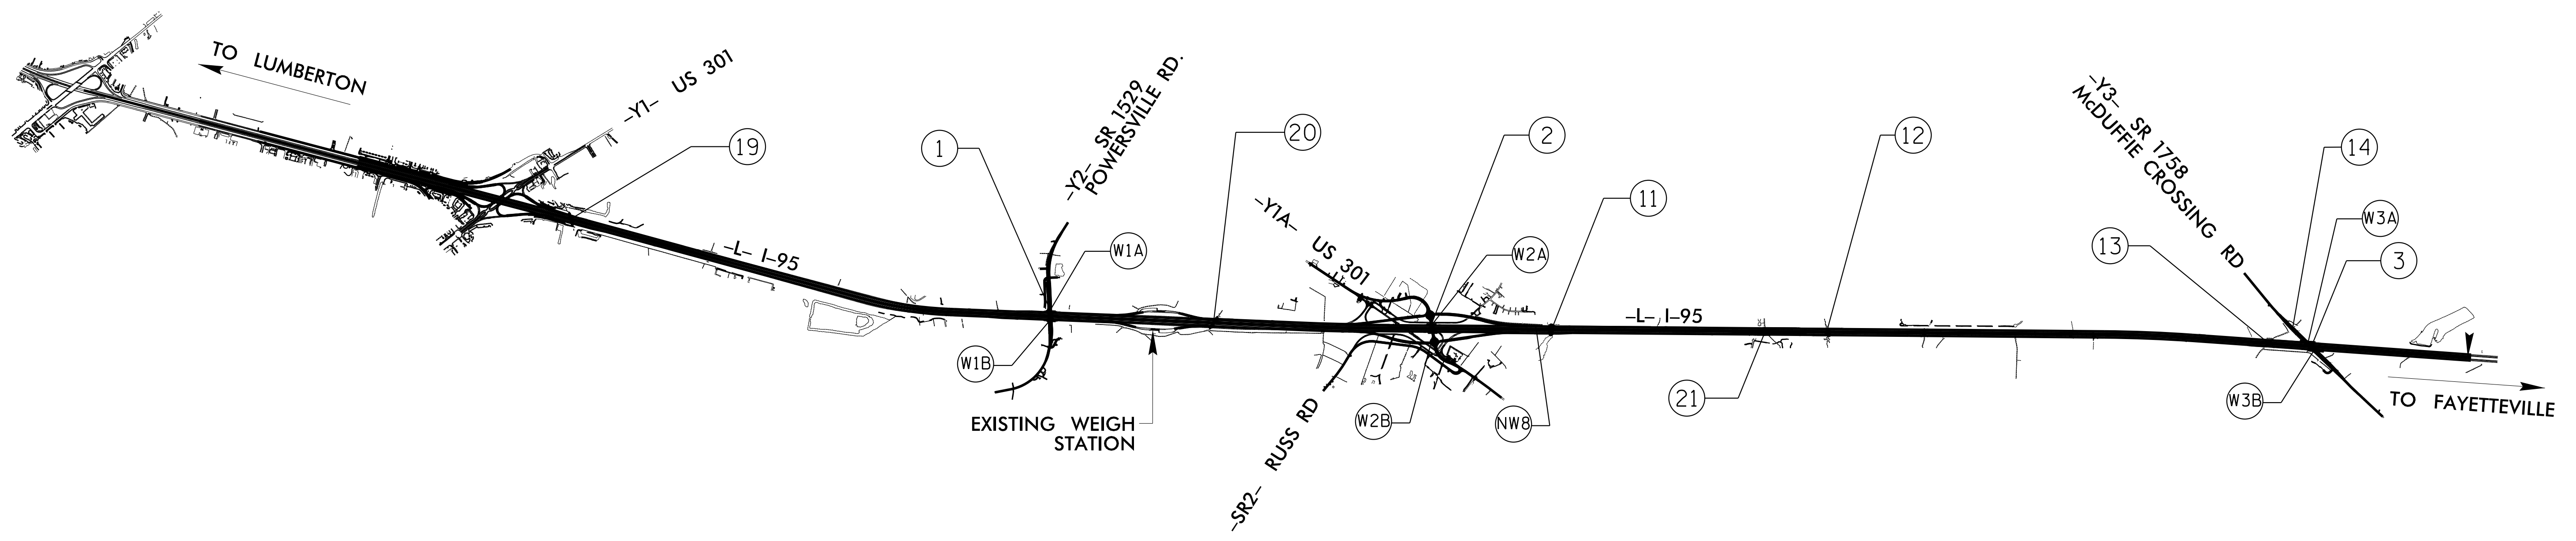 TO LUMBERTON
-Y1- US 301
19
1
-Y2- SR 1529
POWERSVILLE RD.
20
2
12
-Y3- SR 1758
McDUFFIE CROSSING RD
14
11
W3A
-Y1A- US 301
-L- I-95
W1A
W2A
13
3
-L- I-95
W1B
EXISTING WEIGH
STATION
-SR2- RUSS RD
W2B
NW8
21
W3B
TO FAYETTEVILLE